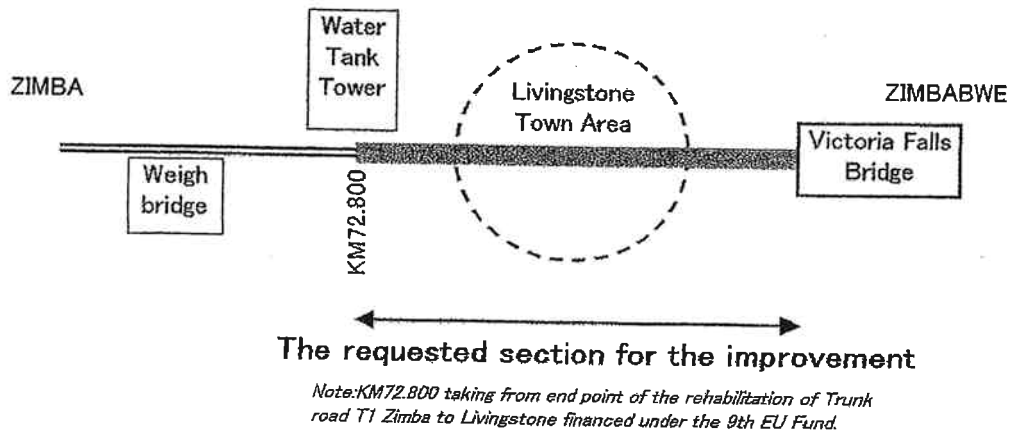 Water
Tank
Tower
ZIMBA
Livingstone
Town Area
ZIMBABWE
Victoria Falls
Bridge
Weigh
bridge
KM72.800
The requested section for the improvement
Note:KM72.800 taking from end point of the rehabilitation of Trunk
road T1 Zimba to Livingstone financed under the 9th EU Fund.